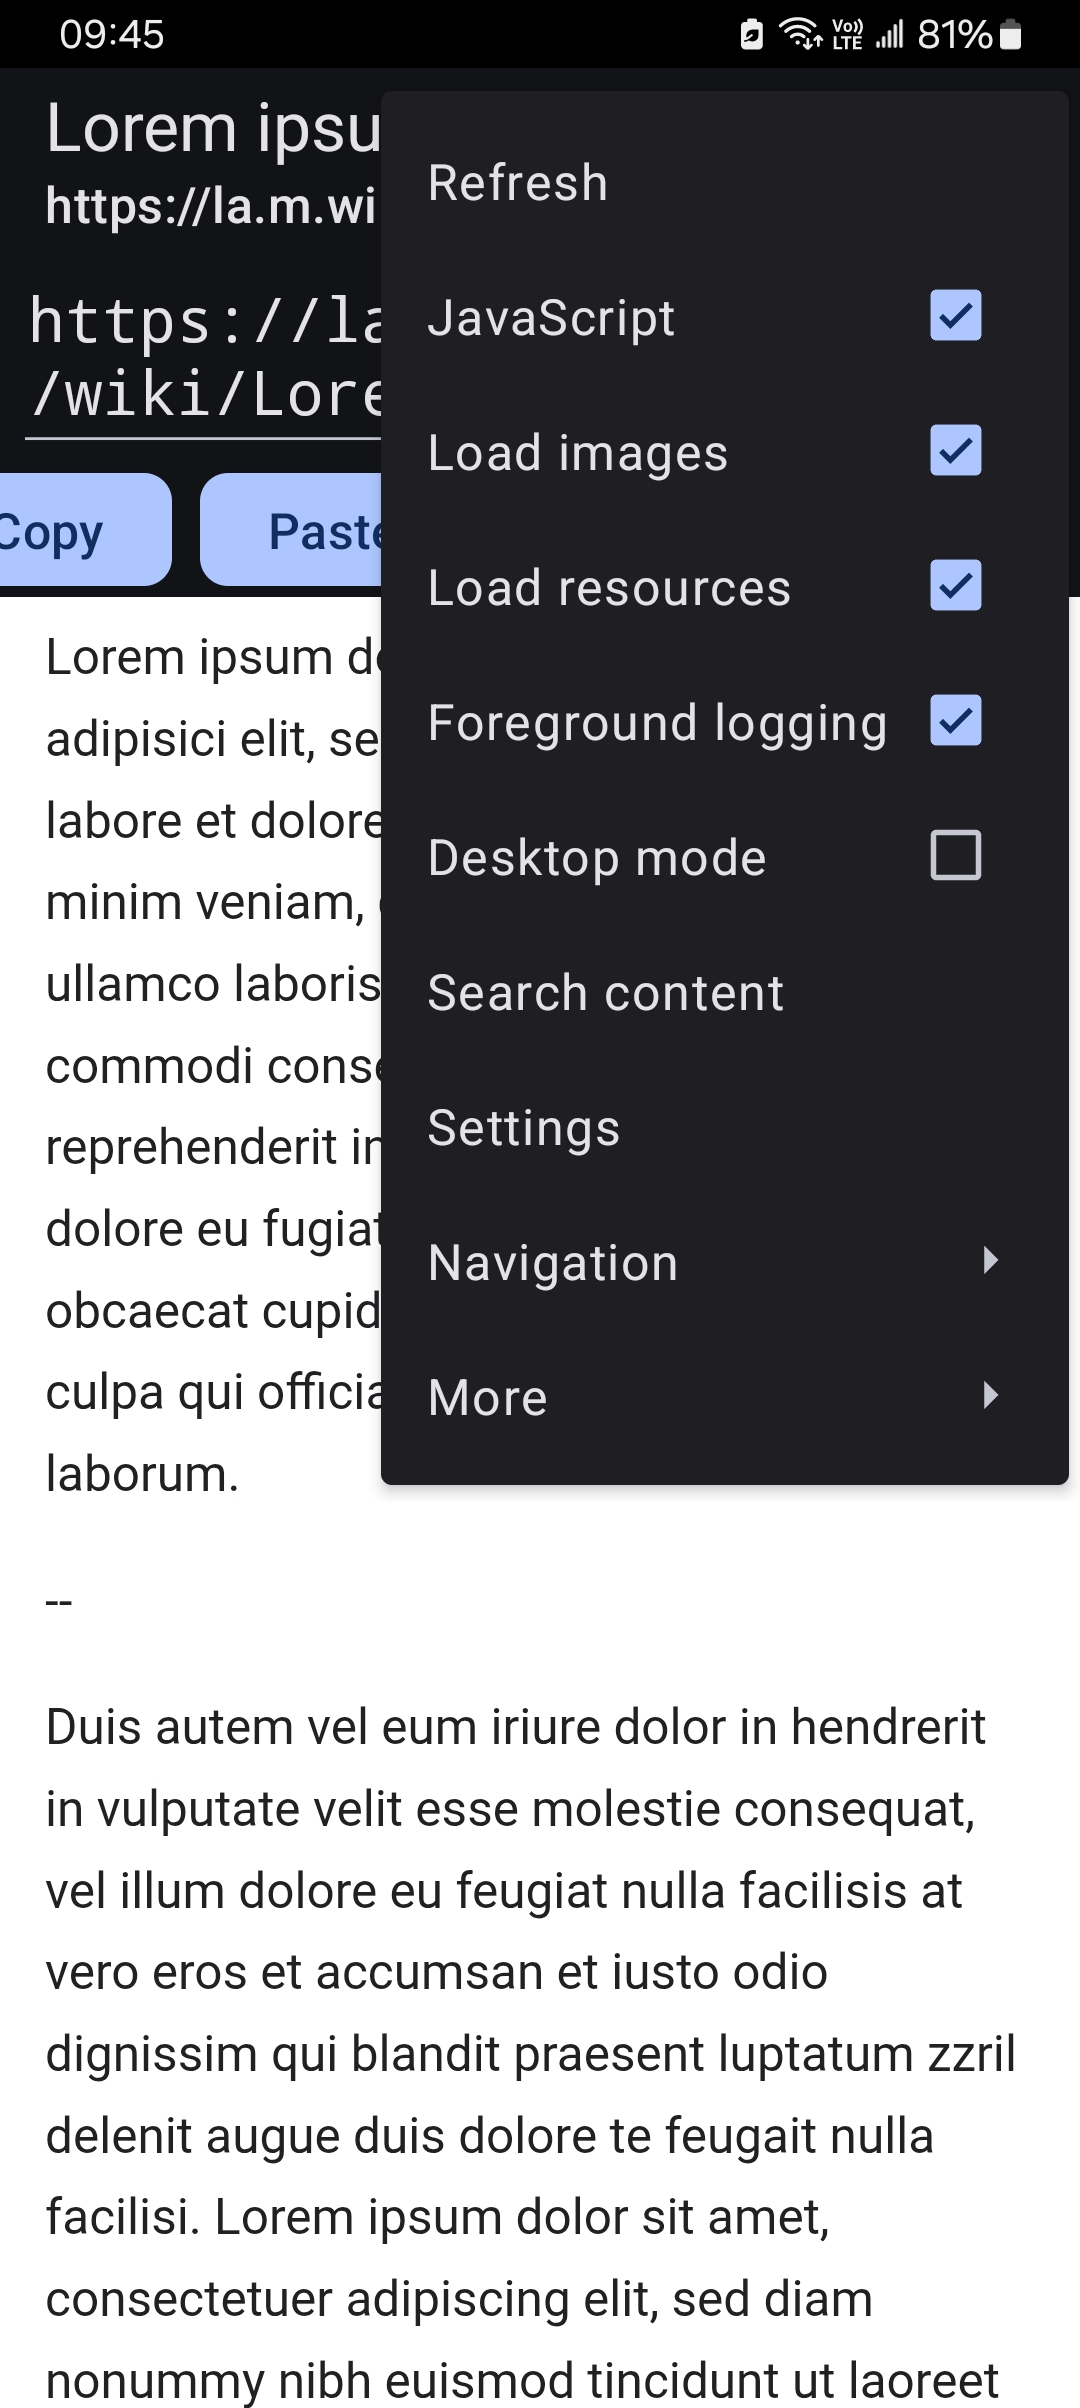 09:45
Vo))
LTE
81%
Lorem ipsu
https://la.m.wi
https://la
/wiki/Lore
Copy
Paste
Refresh
JavaScript
Load images
Load resources
Foreground logging
Desktop mode
Search content
Settings
Navigation
More
Lorem ipsum do
adipisici elit, se
labore et dolore
minim veniam,
ullamco laboris
commodi conse
reprehenderit in
dolore eu fugiat
obcaecat cupid
culpa qui officia
laborum.
--
Duis autem vel eum iriure dolor in hendrerit
in vulputate velit esse molestie consequat,
vel illum dolore eu feugiat nulla facilisis at
vero eros et accumsan et iusto odio
dignissim qui blandit praesent luptatum zzril
delenit augue duis dolore te feugait nulla
facilisi. Lorem ipsum dolor sit amet,
consectetuer adipiscing elit, sed diam
nonummy nibh euismod tincidunt ut laoreet